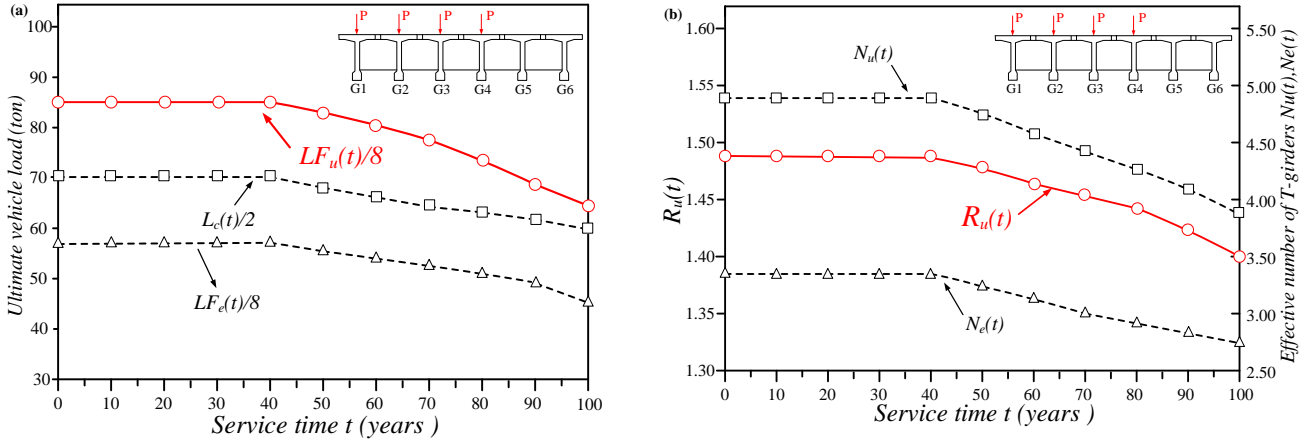 (a)
100
90
80
70
60
50
40
30
Ultimate vehicle load (ton)
P P P P
G1 G2 G3 G4 G5 G6
LFu(t)/8
Lc(t)/2
LFe(t)/8
0 10 20 30 40 50 60 70 80 90 100
Service time t (years )
(b)
1.60
1.55
1.50
1.45
1.40
1.35
1.30
Ru(t)
P P P P
G1 G2 G3 G4 G5 G6
Nu(t)
Ru(t)
Ne(t)
5.50
5.00
4.50
4.00
3.50
3.00
2.50
Effective number of T-girders Nu(t),Ne(t)
0 10 20 30 40 50 60 70 80 90 100
Service time t (years )